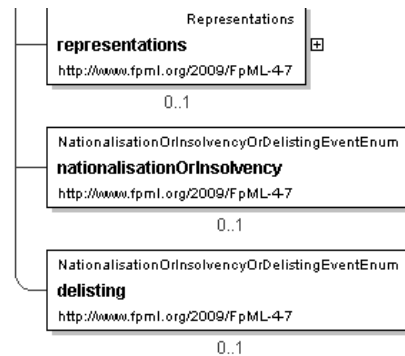 Representations
representations
http://www.fpml.org/2009/FpML-4-7
0..1
NationalisationOrInsolvencyOrDelistingEventEnum
nationalisationOrInsolvency
http://www.fpml.org/2009/FpML-4-7
0..1
NationalisationOrInsolvencyOrDelistingEventEnum
delisting
http://www.fpml.org/2009/FpML-4-7
0..1